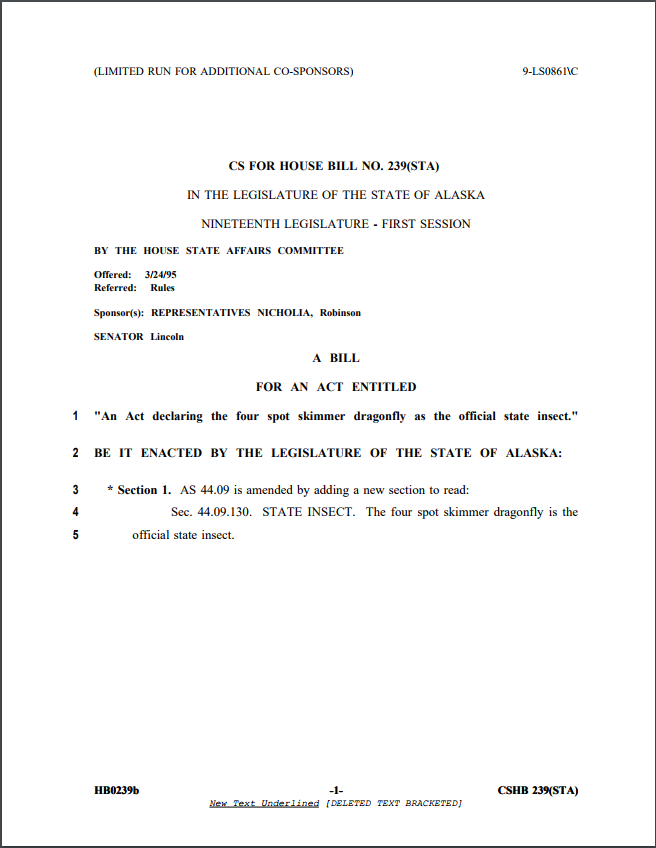 (LIMITED RUN FOR ADDITIONAL CO-SPONSORS) 9-LS0861\C
CS FOR HOUSE BILL NO. 239(STA)
IN THE LEGISLATURE OF THE STATE OF ALASKA
NINETEENTH LEGISLATURE - FIRST SESSION
BY THE HOUSE STATE AFFAIRS COMMITTEE
Offered: 3/24/95
Referred: Rules
Sponsor(s): REPRESENTATIVES NICHOLIA, Robinson
SENATOR Lincoln
A BILL
FOR AN ACT ENTITLED
1 "An Act declaring the four spot skimmer dragonfly as the official state insect."
2 BE IT ENACTED BY THE LEGISLATURE OF THE STATE OF ALASKA:
3 * Section 1. AS 44.09 is amended by adding a new section to read:
4 Sec. 44.09.130. STATE INSECT. The four spot skimmer dragonfly is the
5 official state insect.
HB0239b -1- CSHB 239(STA)
New Text Underlined [DELETED TEXT BRACKETED]